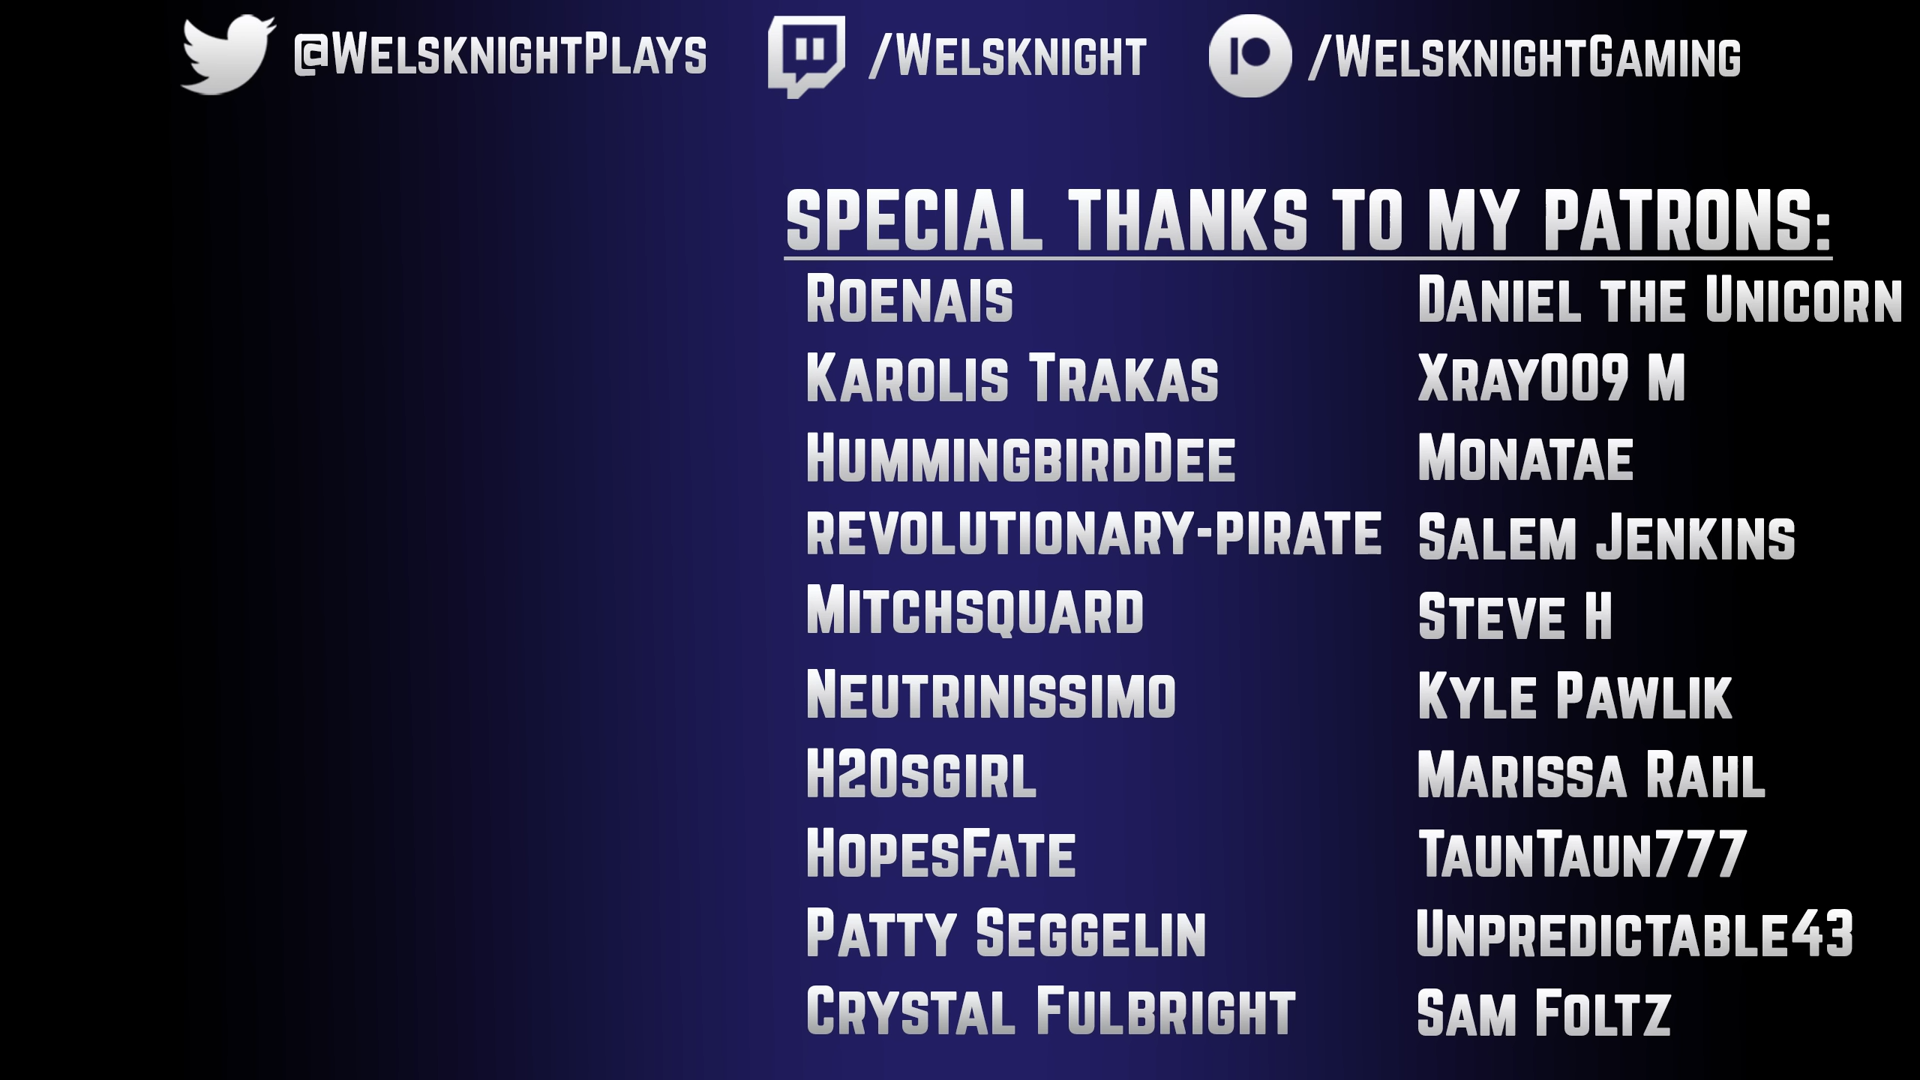 @WelsknightPlays /Welsknight /WelsknightGaming
SPECIAL THANKS TO MY PATRONS:
Roenais
Karolis Trakas
HummingbirdDee
revolutionary-pirate
Mitchsquard
Neutrinissimo
H2Osgirl
HopesFate
Patty Seggelin
Crystal Fulbright
Daniel the Unicorn
Xray009 M
Monatae
Salem Jenkins
Steve H
Kyle Pawlik
Marissa Rahl
TaunTaun777
Unpredictable43
Sam Foltz